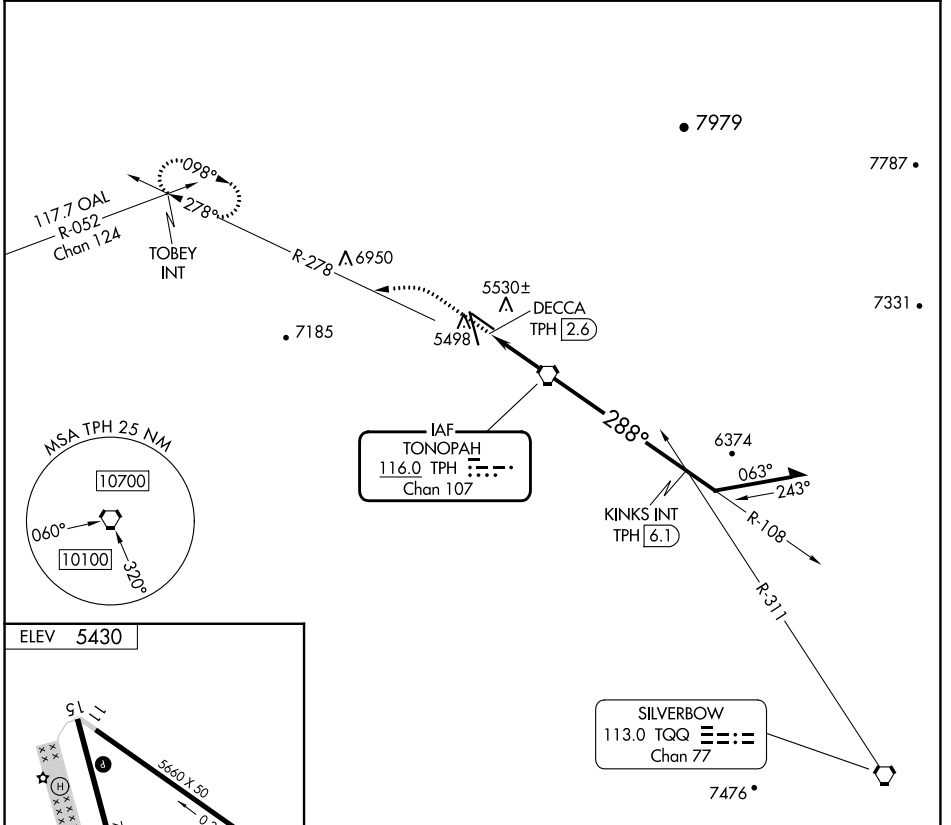 7979
7787
098°
278°
117.7 OAL
R-052
Chan 124
TOBEY
INT
R-278
6950
5530±
DECCA
TPH 2.6
7331
5498
7185
IAF
TONOPAH
116.0 TPH
Chan 107
288°
6374
063°
243°
KINKS INT
TPH 6.1
R-108
R-311
MSA TPH 25 NM
10700
060°
10100
320°
ELEV 5430
15
11
P
H
5660 X 50
SILVERBOW
113.0 TQQ
Chan 77
7476